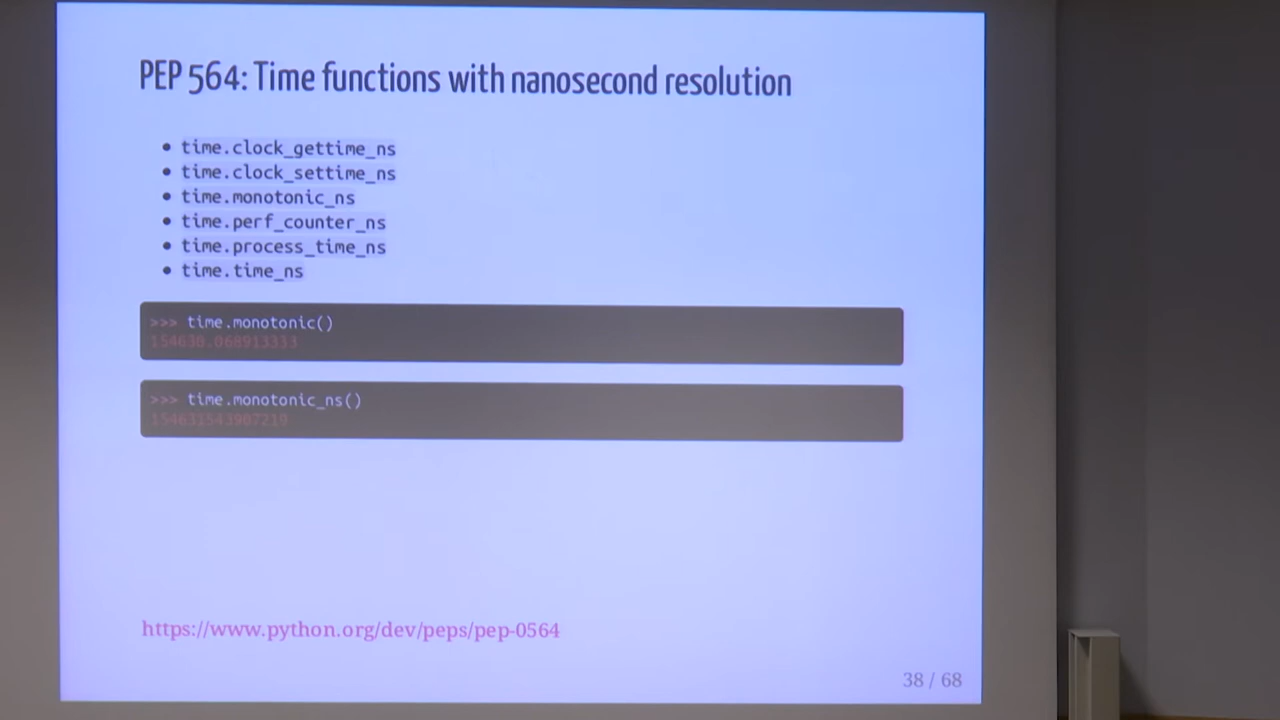 PEP 564: Time functions with nanosecond resolution
• time.clock_gettime_ns
• time.clock_settime_ns
• time.monotonic_ns
• time.perf_counter_ns
• time.process_time_ns
• time.time_ns
>>> time.monotonic()
>>> time.monotonic_ns()
https://www.python.org/dev/peps/pep-0564
38 / 68